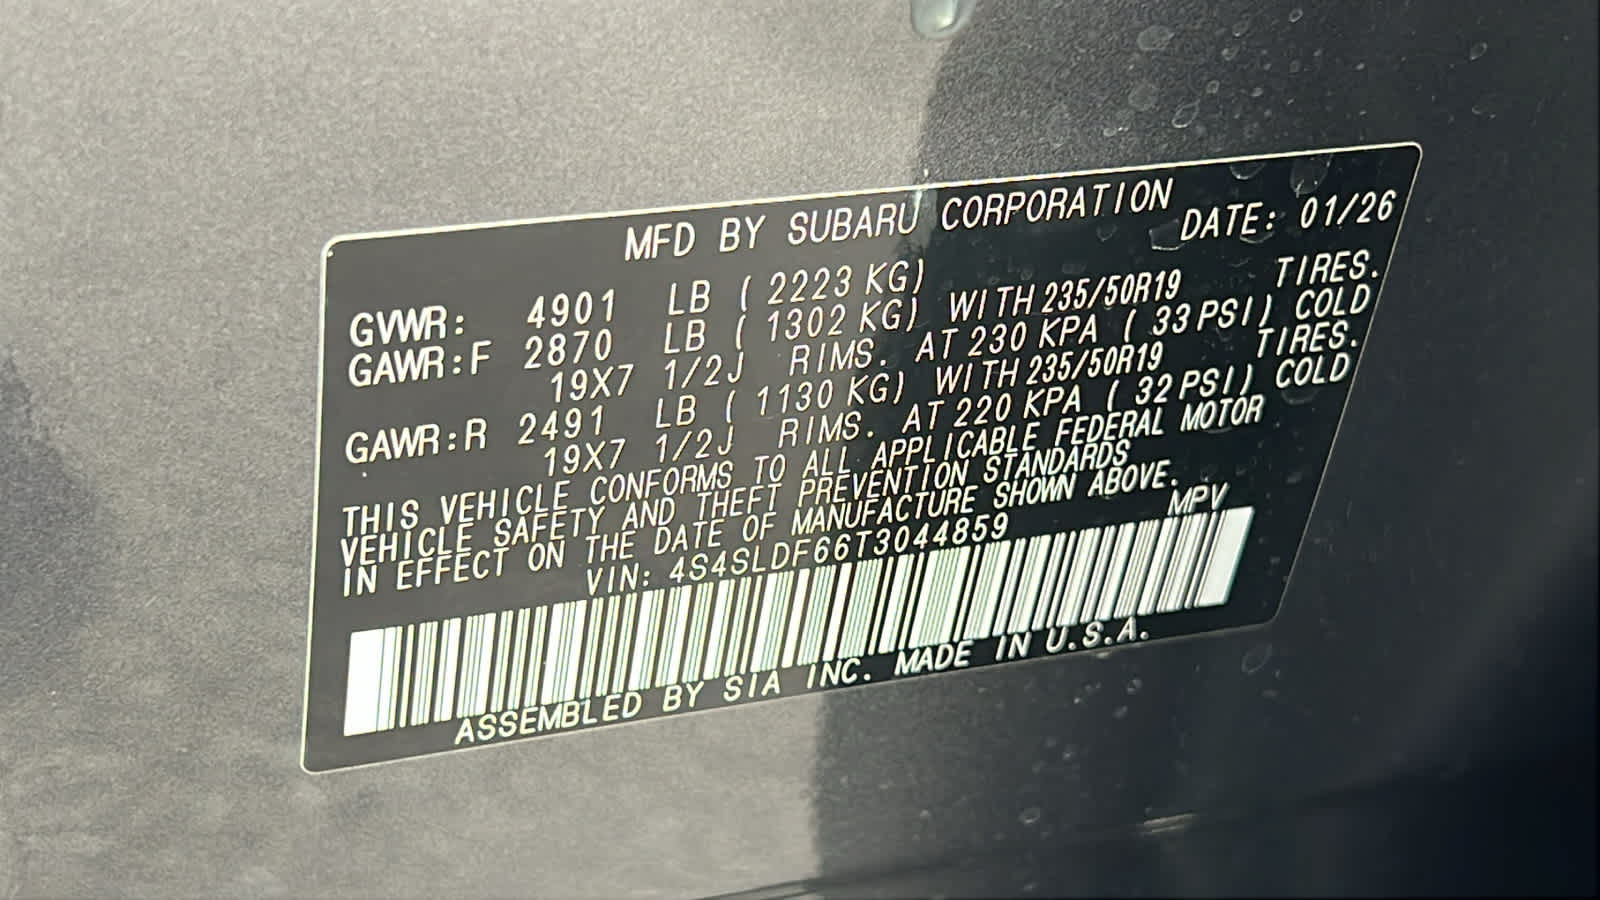 MFD BY SUBARU CORPORATION
DATE: 01/26
GVWR: 4901 LB ( 2223 KG)
GAWR:F 2870 LB ( 1302 KG) WITH 235/50R19 TIRES.
19X7 1/2J RIMS. AT 230 KPA ( 33 PSI) COLD
GAWR:R 2491 LB ( 1130 KG) WITH 235/50R19 TIRES.
19X7 1/2J RIMS. AT 220 KPA ( 32 PSI) COLD
THIS VEHICLE CONFORMS TO ALL APPLICABLE FEDERAL MOTOR
VEHICLE SAFETY AND THEFT PREVENTION STANDARDS
IN EFFECT ON THE DATE OF MANUFACTURE SHOWN ABOVE.
VIN: 4S4SLDF66T3044859 MPV
ASSEMBLED BY SIA INC. MADE IN U.S.A.